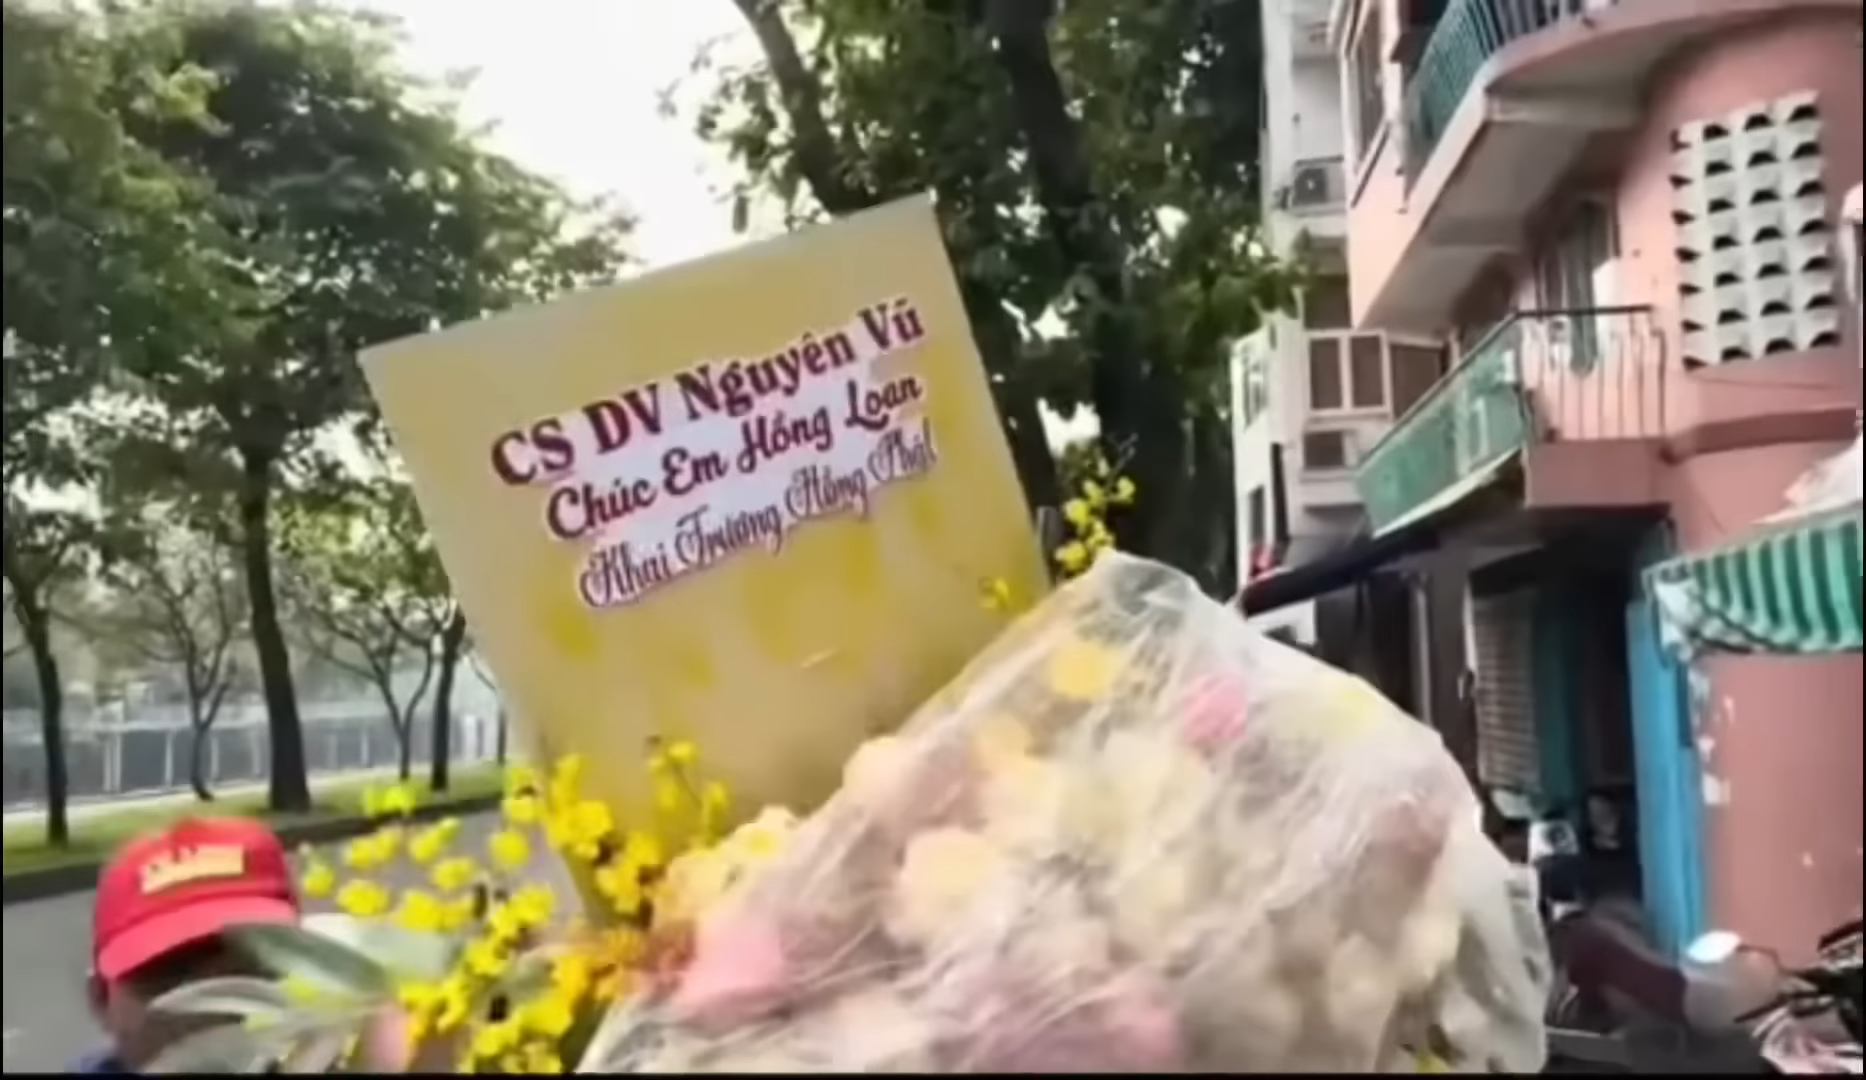 CS DV Nguyên Vũ
Chúc Em Hồng Loan
Khai Trương Hồng Phát